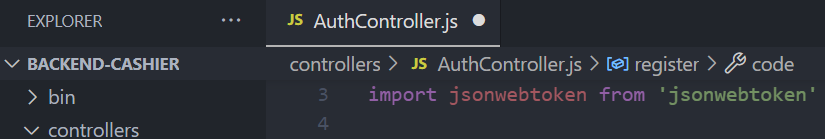 EXPLORER
...
JS AuthController.js
BACKEND-CASHIER
controllers > JS AuthController.js > register > code
> bin
3 import jsonwebtoken from 'jsonwebtoken'
controllers
4